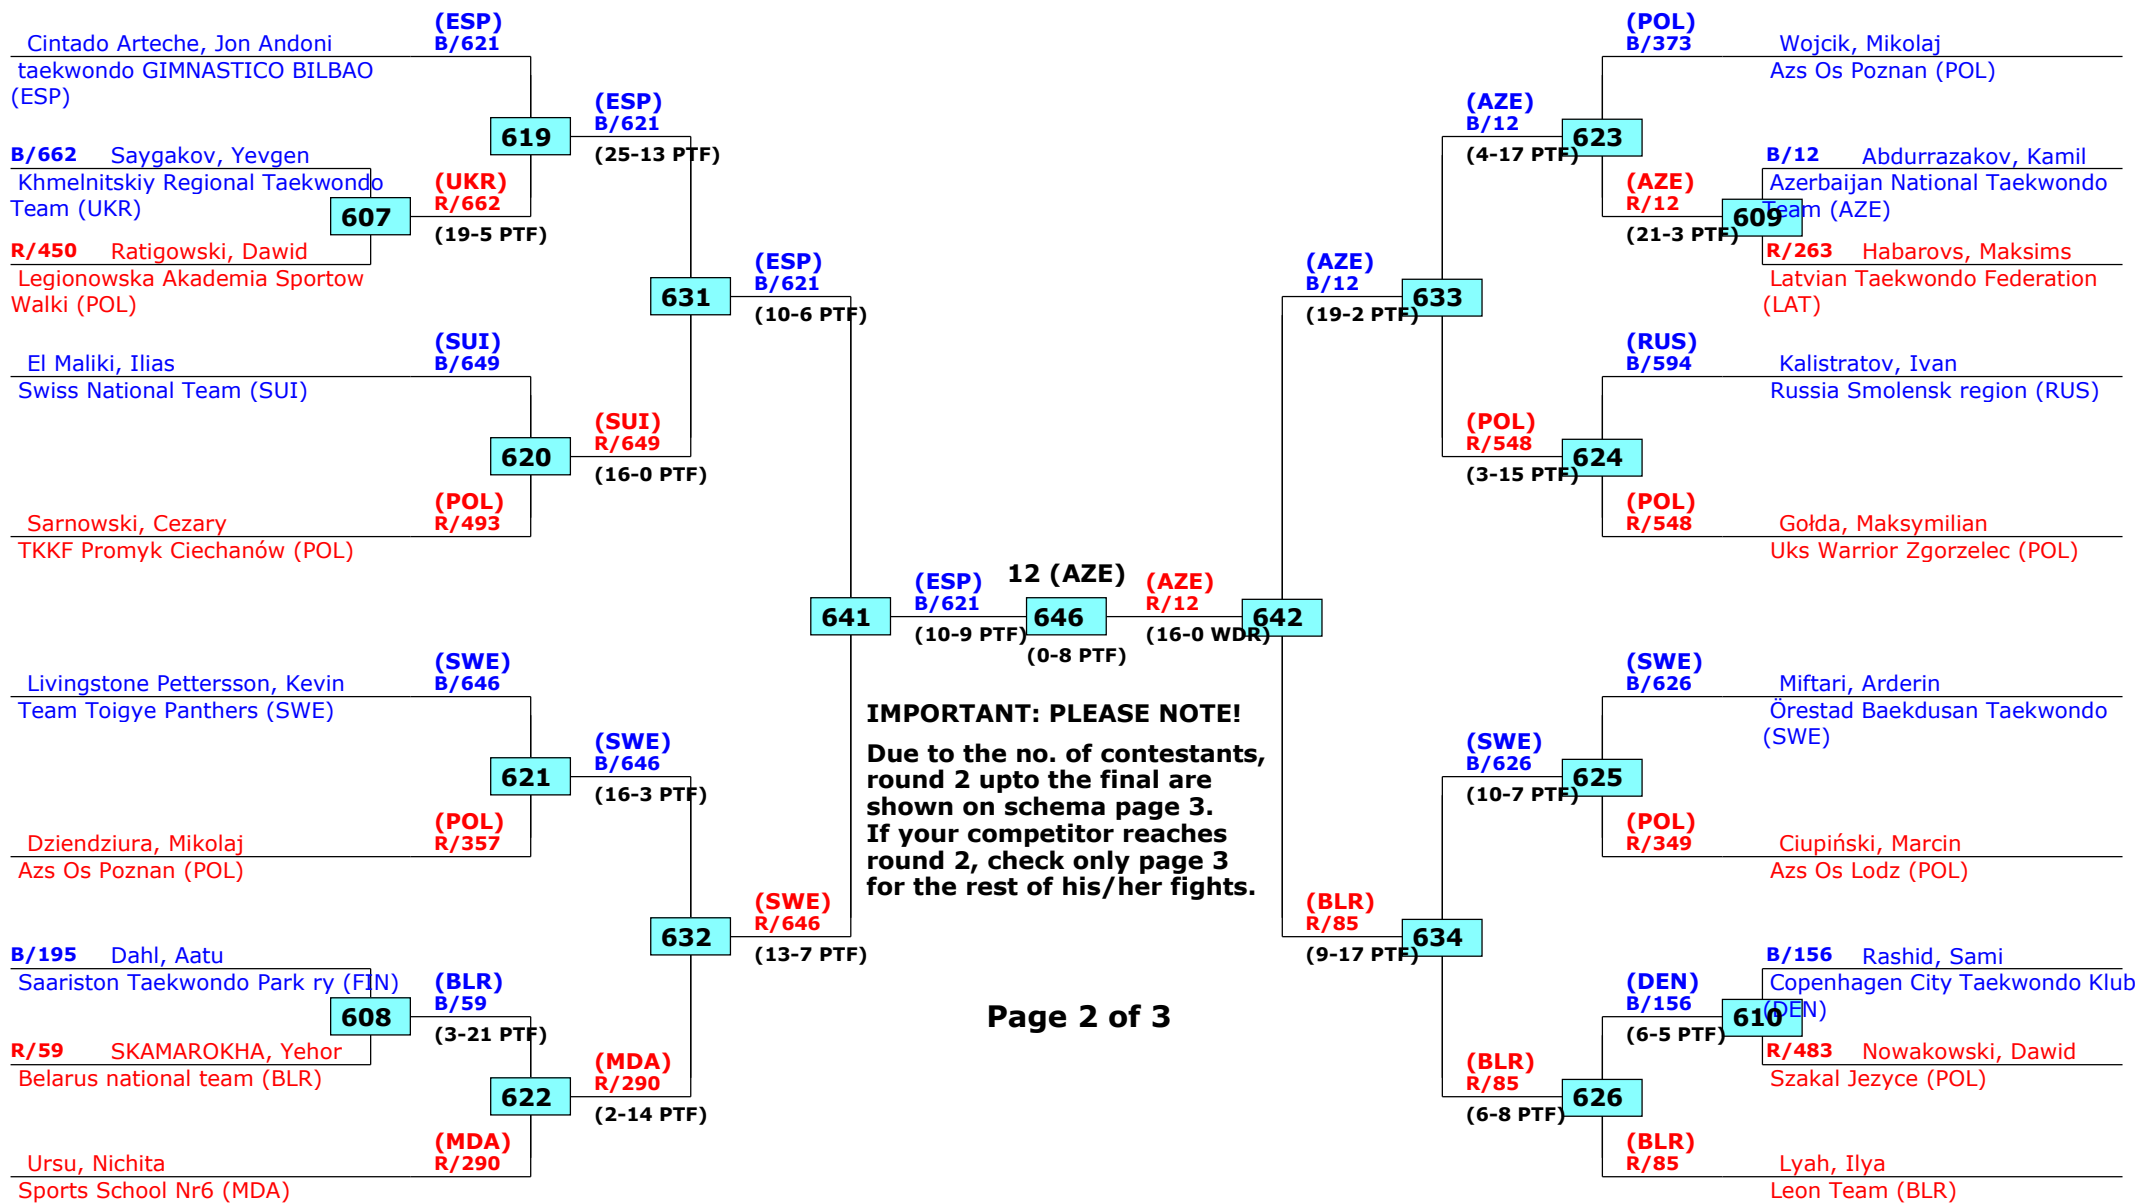 (ESP)
B/621
Cintado Arteche, Jon Andoni
taekwondo GIMNASTICO BILBAO
(ESP)
619
(ESP)
B/621
(25-13 PTF)
B/662 Saygakov, Yevgen
Khmelnitskiy Regional Taekwondo
Team (UKR)
607
(UKR)
R/662
(19-5 PTF)
R/450 Ratigowski, Dawid
Legionowska Akademia Sportow
Walki (POL)
631
(ESP)
B/621
(10-6 PTF)
(SUI)
B/649
El Maliki, Ilias
Swiss National Team (SUI)
620
(SUI)
R/649
(16-0 PTF)
(POL)
R/493
Sarnowski, Cezary
TKKF Promyk Ciechanów (POL)
641
(ESP)
B/621
(10-9 PTF)
12 (AZE)
646
(0-8 PTF)
(AZE)
R/12
(16-0 WDR)
642
(SWE)
B/646
Livingstone Pettersson, Kevin
Team Toigye Panthers (SWE)
621
(SWE)
B/646
(16-3 PTF)
(POL)
R/357
Dziendziura, Mikolaj
Azs Os Poznan (POL)
632
(SWE)
R/646
(13-7 PTF)
B/195 Dahl, Aatu
Saariston Taekwondo Park ry (FIN)
608
(BLR)
B/59
(3-21 PTF)
R/59 SKAMAROKHA, Yehor
Belarus national team (BLR)
622
(MDA)
R/290
(2-14 PTF)
(MDA)
R/290
Ursu, Nichita
Sports School Nr6 (MDA)
IMPORTANT: PLEASE NOTE!
Due to the no. of contestants,
round 2 upto the final are
shown on schema page 3.
If your competitor reaches
round 2, check only page 3
for the rest of his/her fights.
Page 2 of 3
(POL)
B/373
Wojcik, Mikolaj
Azs Os Poznan (POL)
(AZE)
B/12
(4-17 PTF)
623
B/12 Abdurrazakov, Kamil
Azerbaijan National Taekwondo
Team (AZE)
(AZE)
R/12
(21-3 PTF)
609
R/263 Habarovs, Maksims
Latvian Taekwondo Federation
(LAT)
(AZE)
B/12
(19-2 PTF)
633
(RUS)
B/594
Kalistratov, Ivan
Russia Smolensk region (RUS)
(POL)
R/548
(3-15 PTF)
624
(POL)
R/548
Gołda, Maksymilian
Uks Warrior Zgorzelec (POL)
(SWE)
B/626
Miftari, Arderin
Örestad Baekdusan Taekwondo
(SWE)
(SWE)
B/626
(10-7 PTF)
625
(POL)
R/349
Ciupiński, Marcin
Azs Os Lodz (POL)
(BLR)
R/85
(9-17 PTF)
634
B/156 Rashid, Sami
Copenhagen City Taekwondo Klub
(DEN)
(DEN)
B/156
(6-5 PTF)
610
R/483 Nowakowski, Dawid
Szakal Jezyce (POL)
(BLR)
R/85
(6-8 PTF)
626
(BLR)
R/85
Lyah, Ilya
Leon Team (BLR)